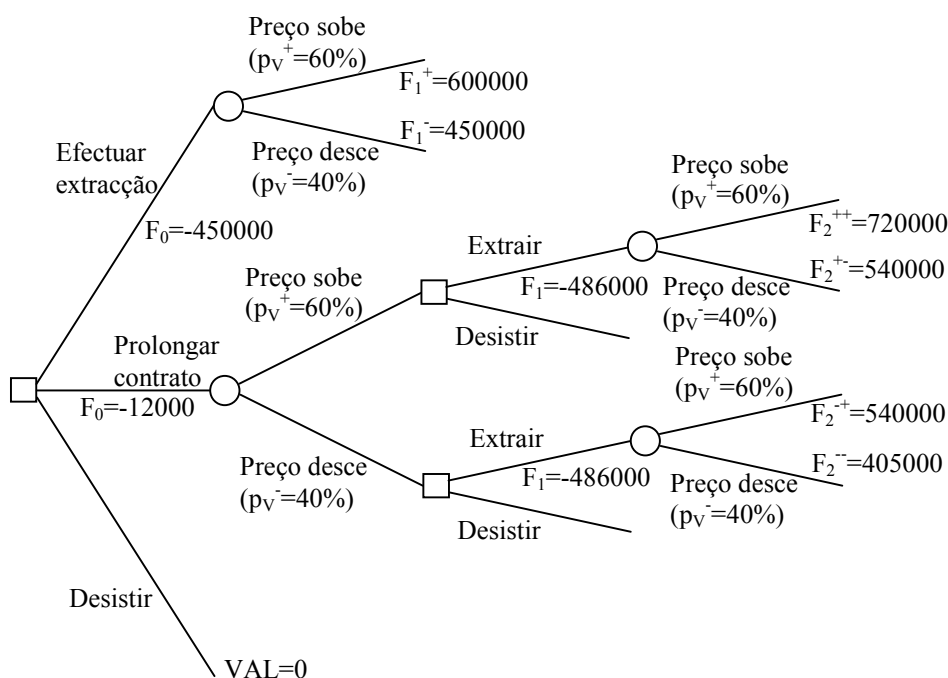 Preço sobe
(pV+=60%)
F1+=600000
F1-=450000
Preço desce
(pV-=40%)
Efectuar
extracção
F0=-450000
Preço sobe
(pV+=60%)
Extrair
F1=-486000
Desistir
Preço sobe
(pV+=60%)
F2++=720000
F2+-=540000
Preço desce
(pV-=40%)
Prolongar
contrato
F0=-12000
Preço desce
(pV-=40%)
Extrair
F1=-486000
Desistir
Preço sobe
(pV+=60%)
F2-+=540000
F2--=405000
Preço desce
(pV-=40%)
Desistir
VAL=0